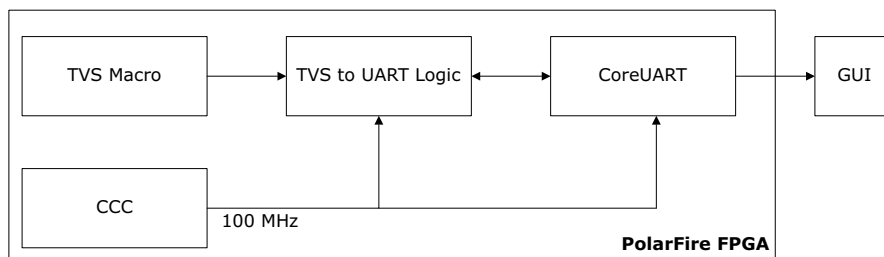 TVS Macro
TVS to UART Logic
CoreUART
GUI
CCC
100 MHz
PolarFire FPGA